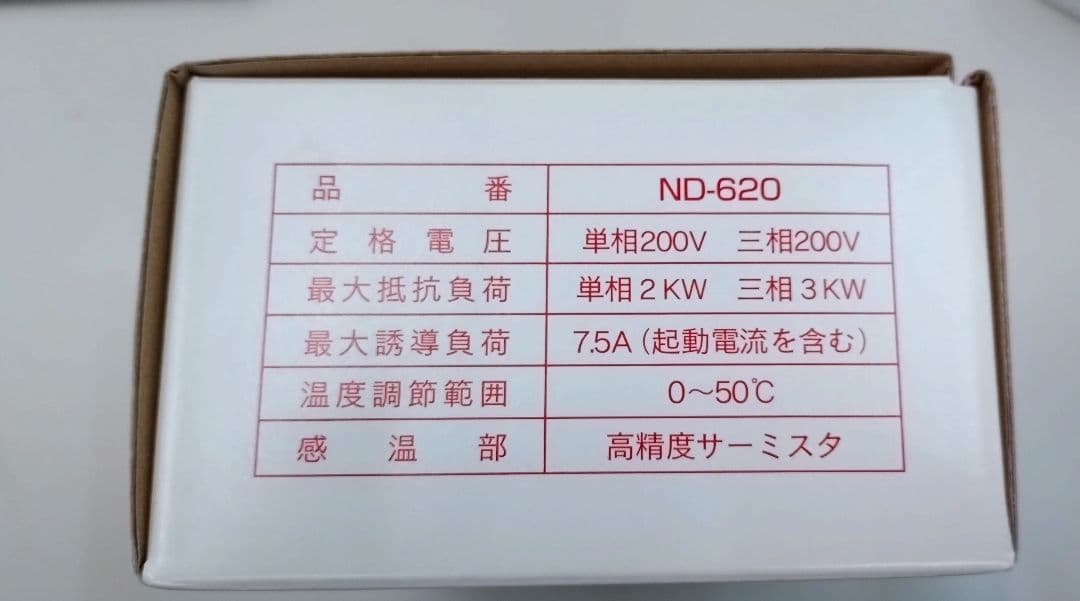 品番 ND-620
定格電圧 単相200V 三相200V
最大抵抗負荷 単相2KW 三相3KW
最大誘導負荷 7.5A(起動電流を含む)
温度調節範囲 0~50℃
感温部 高精度サーミスタ